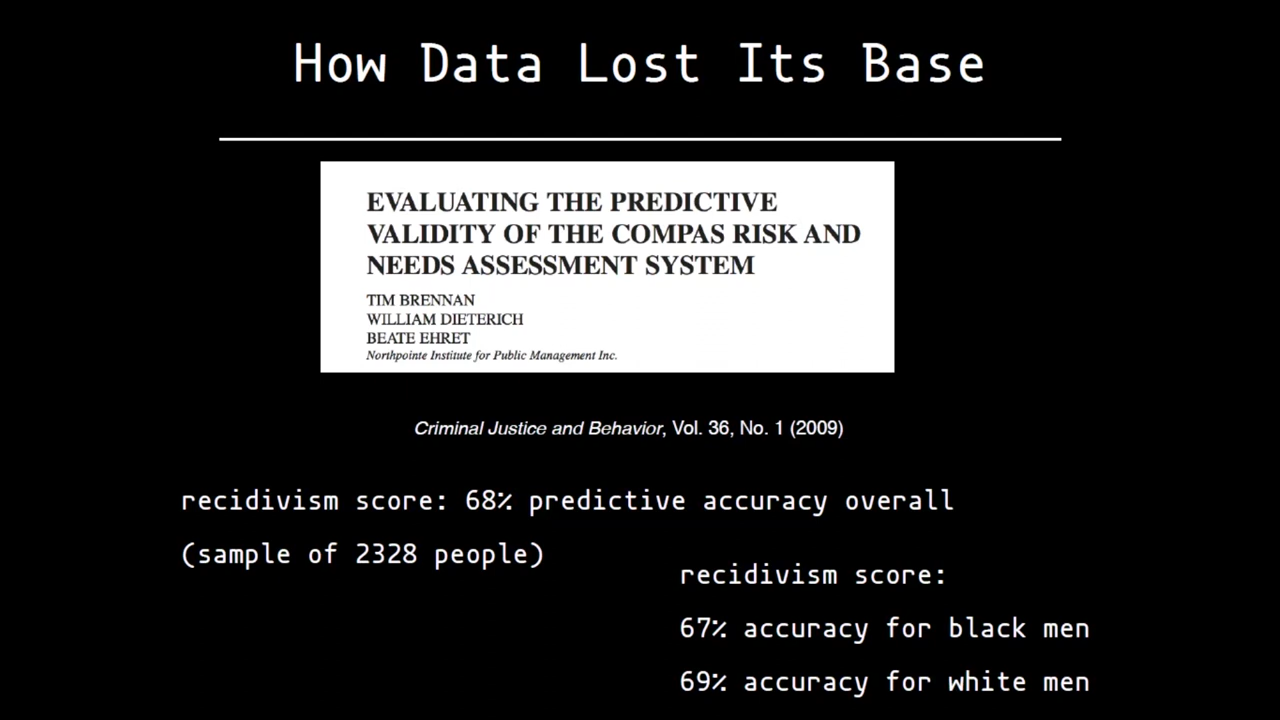 How Data Lost Its Base
EVALUATING THE PREDICTIVE
VALIDITY OF THE COMPAS RISK AND
NEEDS ASSESSMENT SYSTEM
TIM BRENNAN
WILLIAM DIETERICH
BEATE EHRET
Northpointe Institute for Public Management Inc.
Criminal Justice and Behavior, Vol. 36, No. 1 (2009)
recidivism score: 68% predictive accuracy overall
(sample of 2328 people)
recidivism score:
67% accuracy for black men
69% accuracy for white men